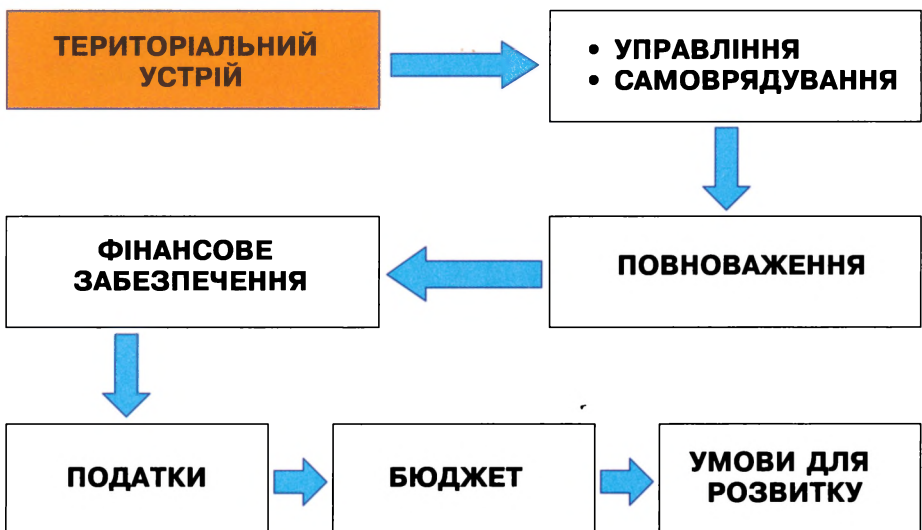 ТЕРИТОРІАЛЬНИЙ
УСТРІЙ
• УПРАВЛІННЯ
• САМОВРЯДУВАННЯ
ФІНАНСОВЕ
ЗАБЕЗПЕЧЕННЯ
ПОВНОВАЖЕННЯ
ПОДАТКИ
БЮДЖЕТ
УМОВИ ДЛЯ
РОЗВИТКУ